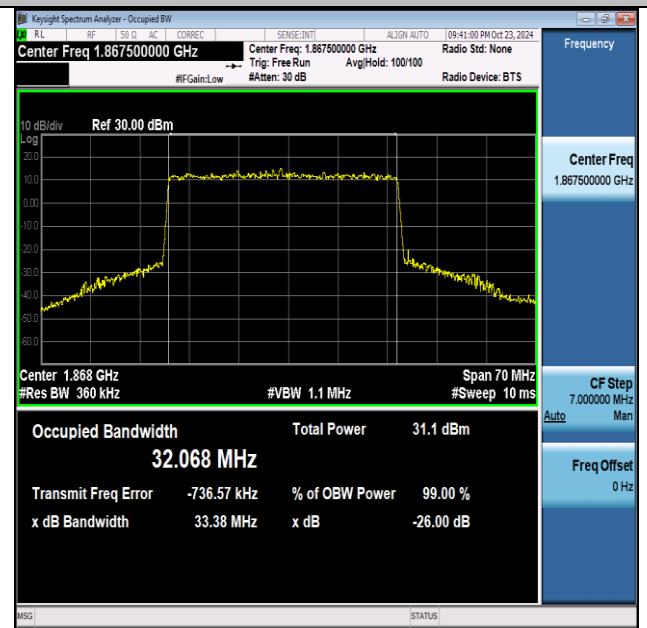 Keysight Spectrum Analyzer - Occupied BW
RL RF 50 Ω AC CORREC SENSE:INT ALIGN AUTO 09:41:00 PM Oct 23, 2024
Center Freq 1.867500000 GHz
Center Freq: 1.867500000 GHz
Radio Std: None
Trig: Free Run Avg|Hold: 100/100
#IFGain:Low #Atten: 30 dB Radio Device: BTS
Frequency
10 dB/div Ref 30.00 dBm
Log
20.0
10.0
0.00
-10.0
-20.0
-30.0
-40.0
-50.0
-60.0
Center Freq
1.867500000 GHz
Center 1.868 GHz Span 70 MHz
#Res BW 360 kHz #VBW 1.1 MHz #Sweep 10 ms
CF Step
7.000000 MHz
Auto Man
Freq Offset
0 Hz
Occupied Bandwidth Total Power 31.1 dBm
32.068 MHz
Transmit Freq Error -736.57 kHz % of OBW Power 99.00 %
x dB Bandwidth 33.38 MHz x dB -26.00 dB
MSG STATUS